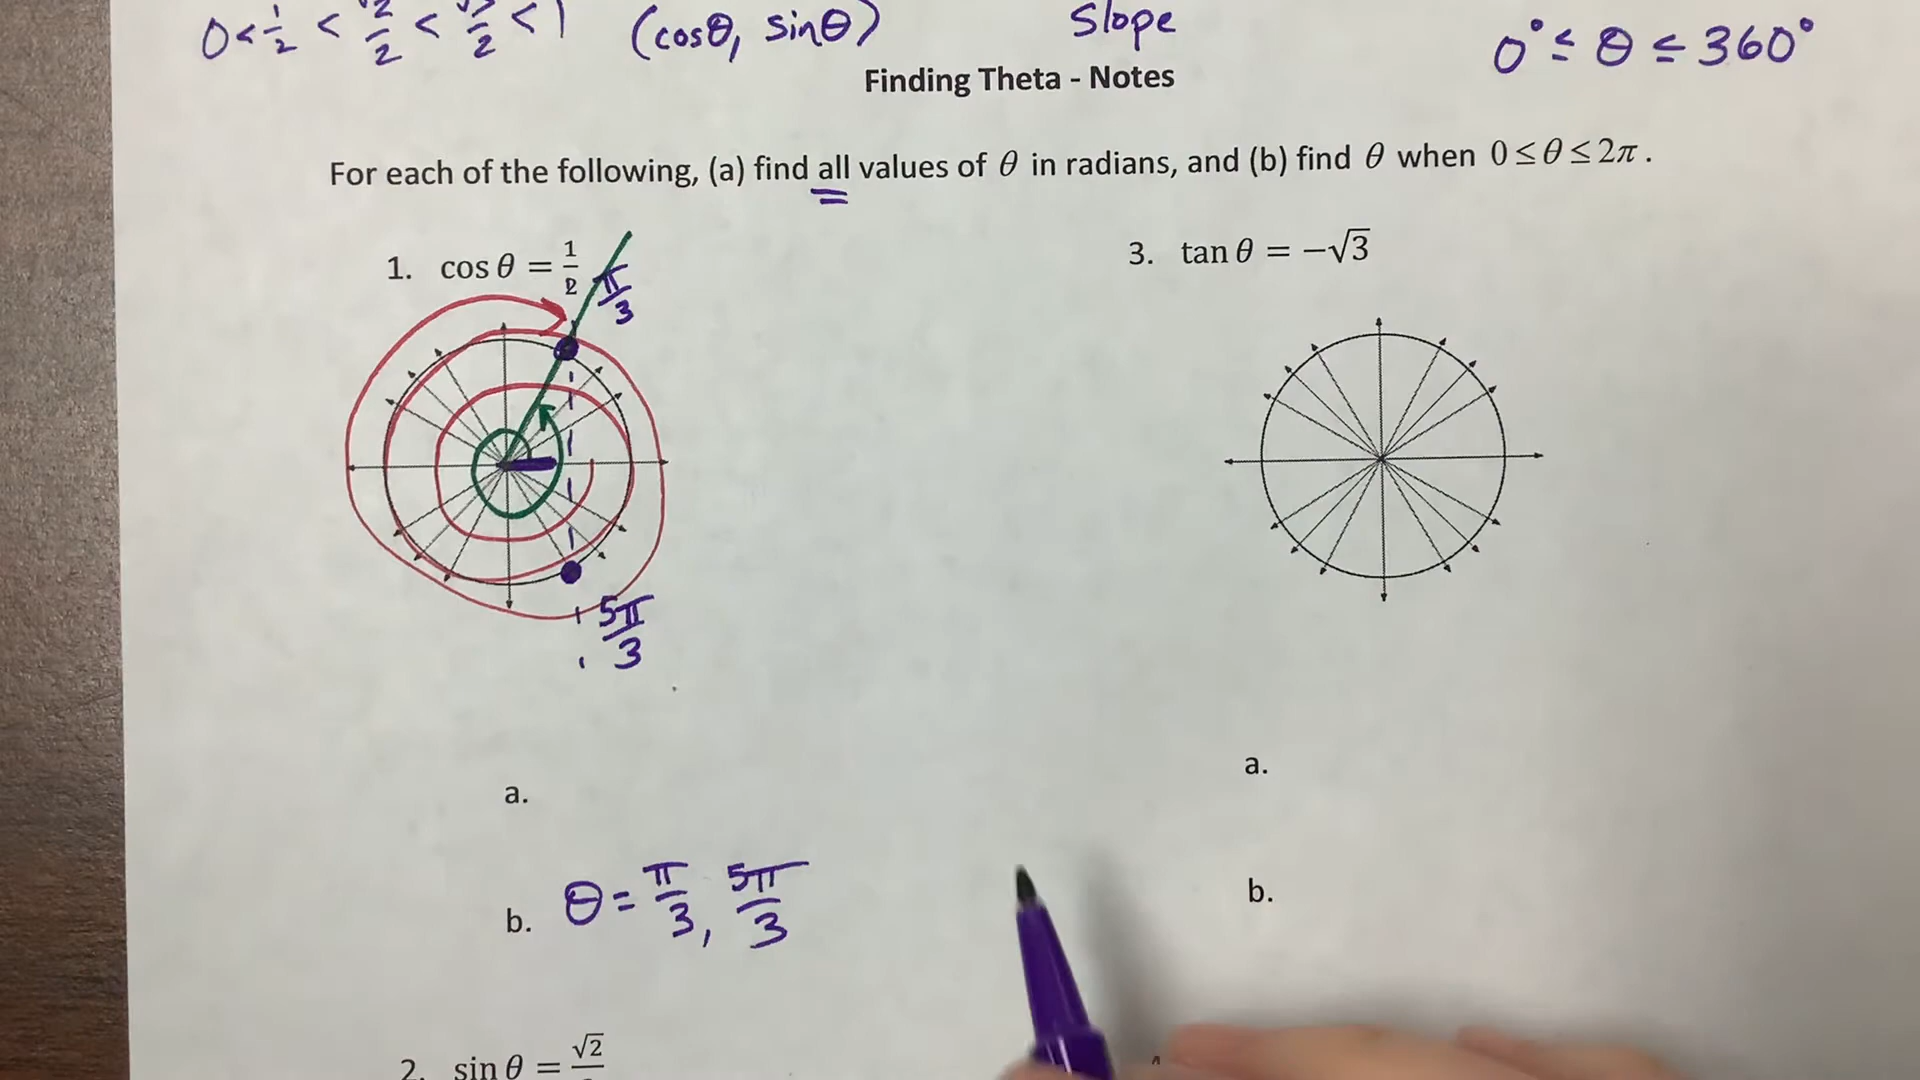 0 < 1/2 < √2/2 < √3/2 < 1 (cosθ, sinθ) Slope 0° ≤ θ ≤ 360°
Finding Theta - Notes
For each of the following, (a) find all values of θ in radians, and (b) find θ when 0 ≤ θ ≤ 2π.
1. cos θ = 1/2
π/3
5π/3
a.
b. θ = π/3, 5π/3
2. sin θ = √2/
3. tan θ = −√3
a.
b.